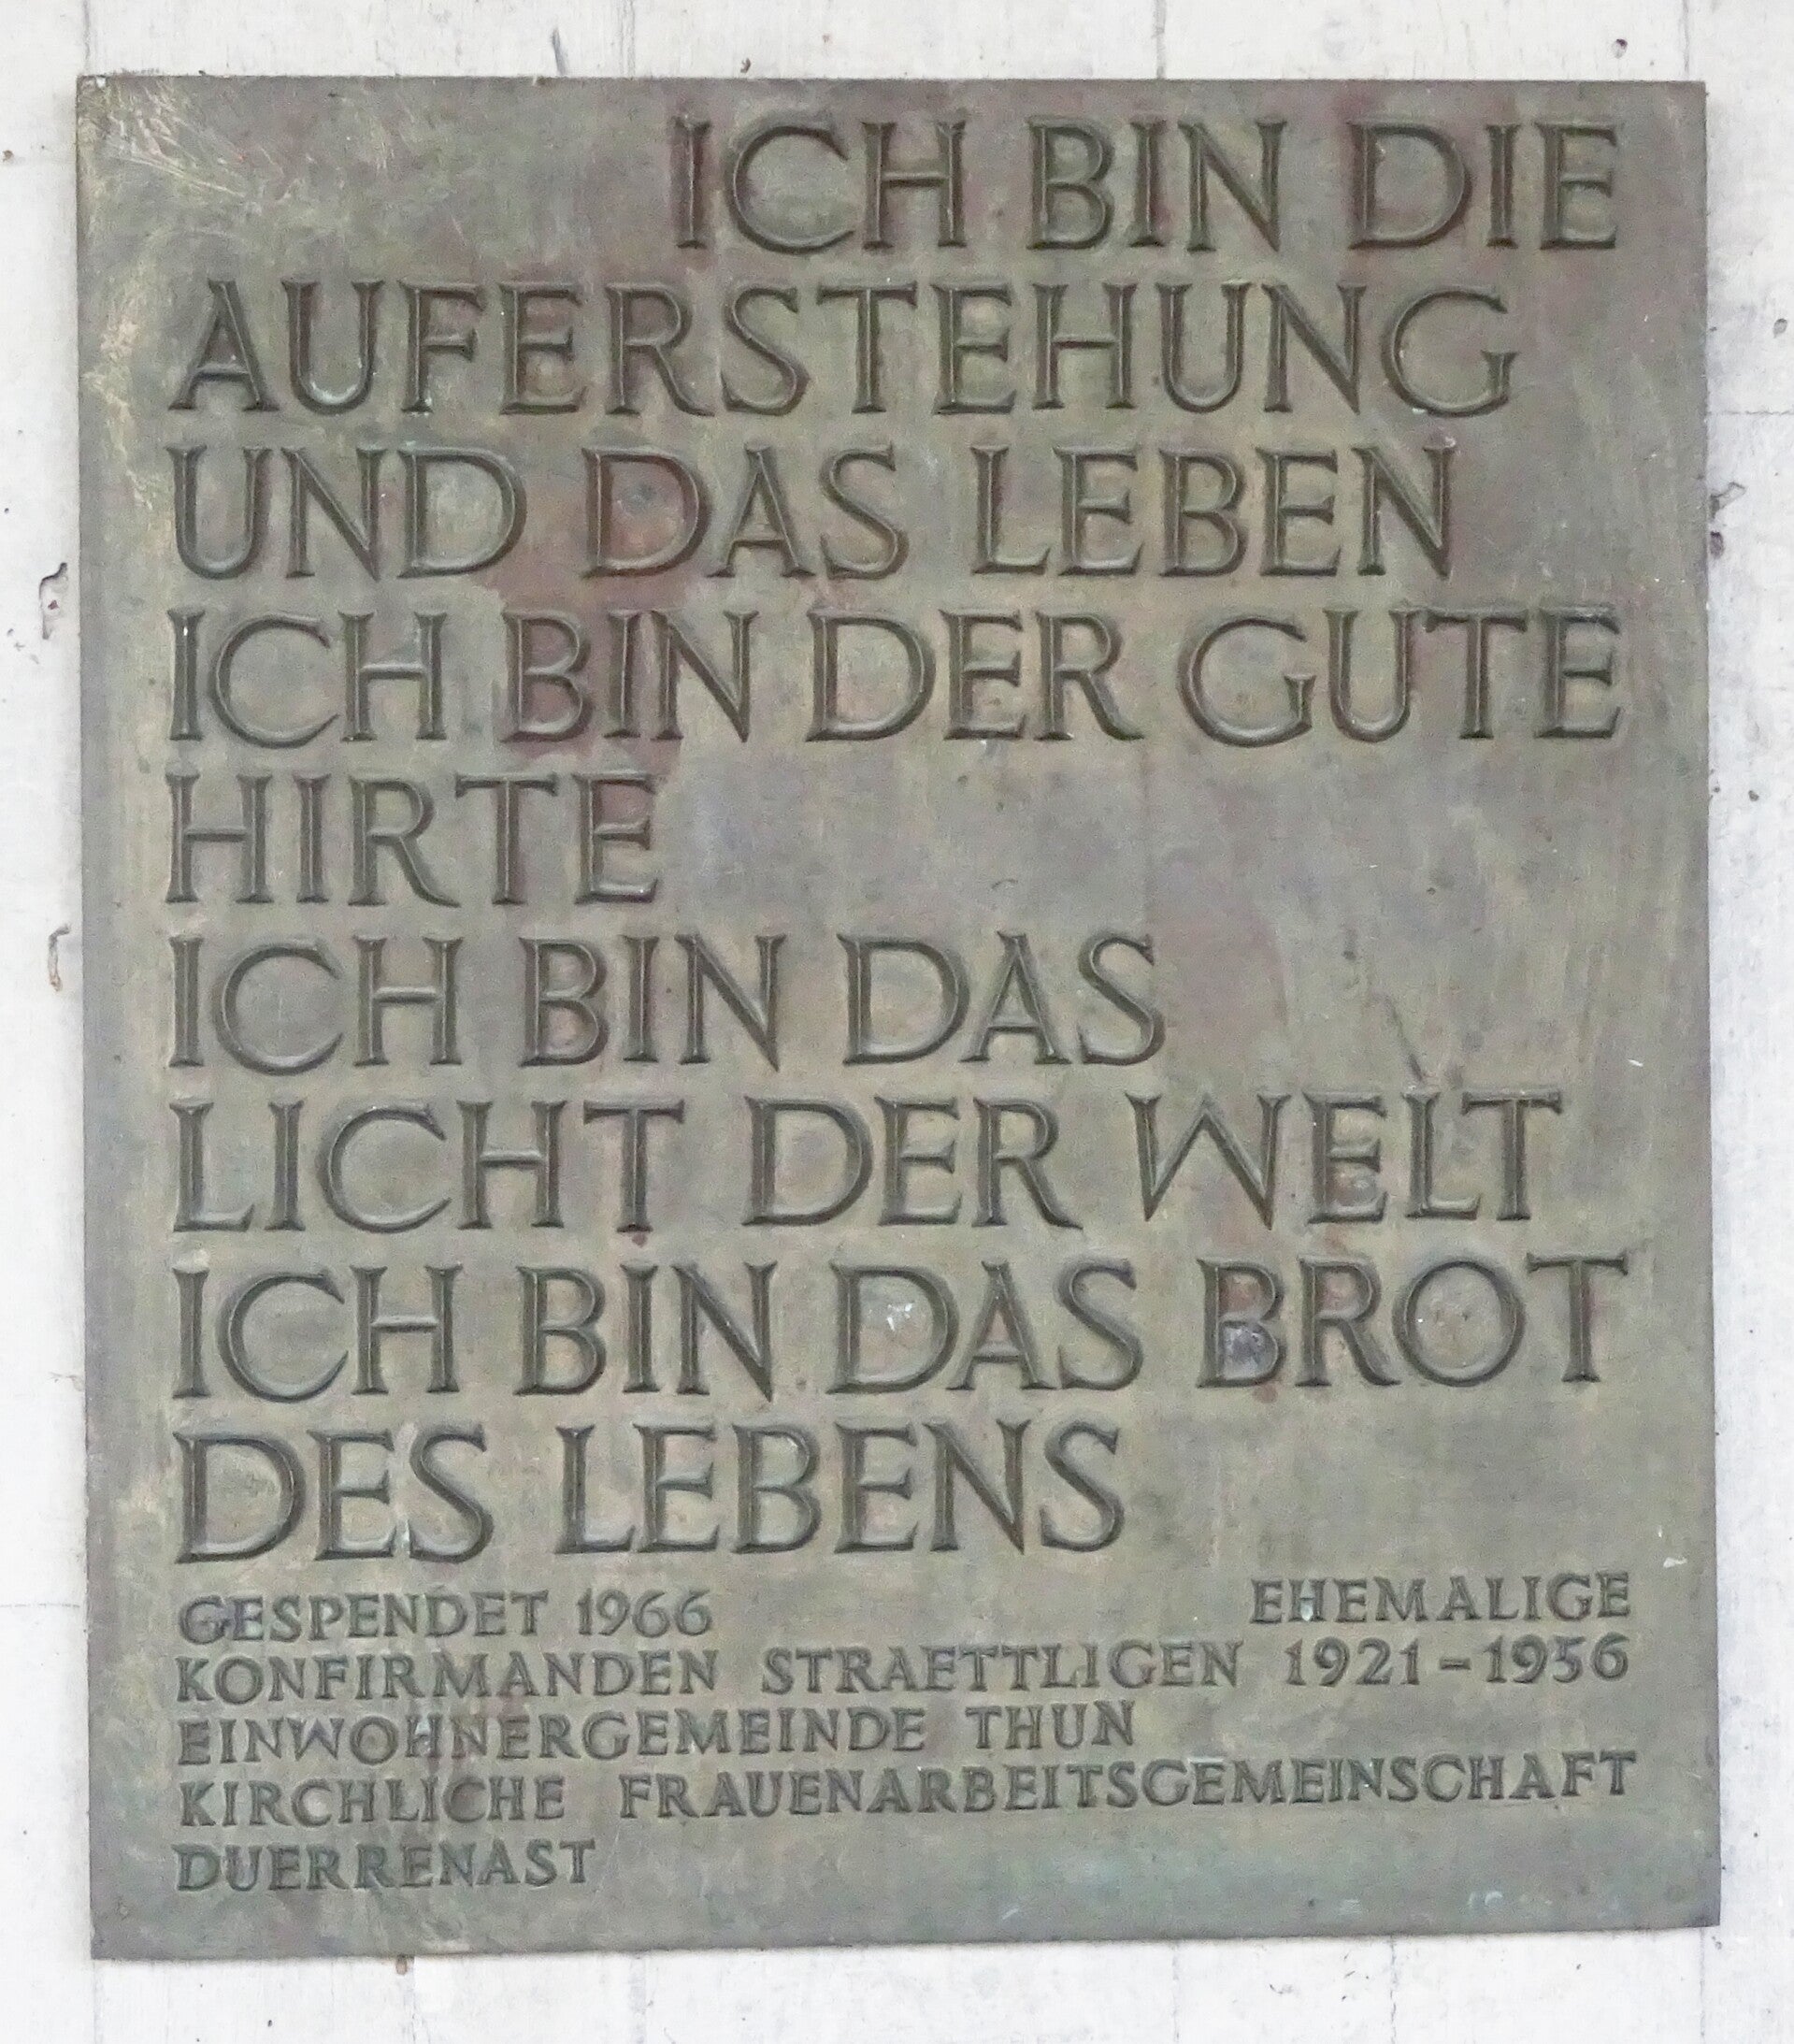 ICH BIN DIE
AUFERSTEHUNG
UND DAS LEBEN
ICH BIN DER GUTE
HIRTE
ICH BIN DAS
LICHT DER WELT
ICH BIN DAS BROT
DES LEBENS
GESPENDET 1966 EHEMALIGE
KONFIRMANDEN STRAETTLIGEN 1921-1956
EINWOHNERGEMEINDE THUN
KIRCHLICHE FRAUENARBEITSGEMEINSCHAFT
DUERRENAST